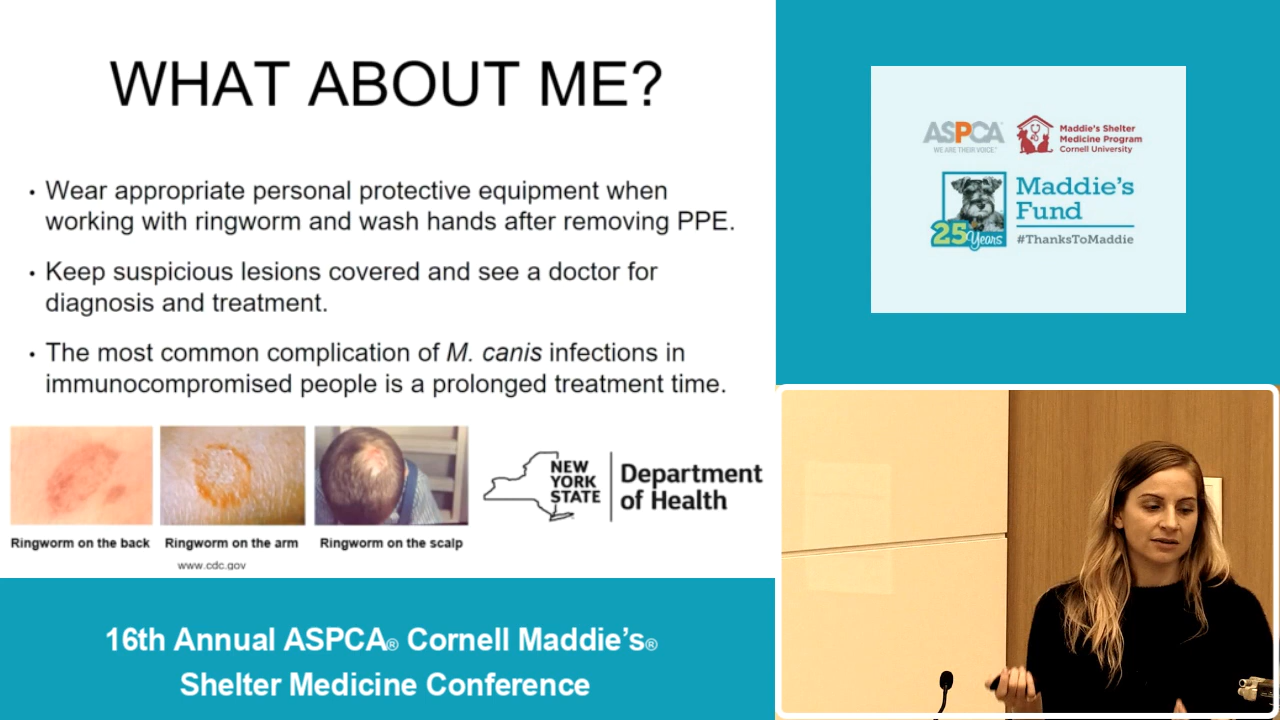 WHAT ABOUT ME?
• Wear appropriate personal protective equipment when
working with ringworm and wash hands after removing PPE.
• Keep suspicious lesions covered and see a doctor for
diagnosis and treatment.
• The most common complication of M. canis infections in
immunocompromised people is a prolonged treatment time.
NEW
YORK
STATE
Department
of Health
Ringworm on the back
Ringworm on the arm
Ringworm on the scalp
www.cdc.gov
16th Annual ASPCA® Cornell Maddie’s®
Shelter Medicine Conference
ASPCA
WE ARE THEIR VOICE™
Maddie's Shelter
Medicine Program
Cornell University
Maddie's
Fund
25 Years
#ThanksToMaddie